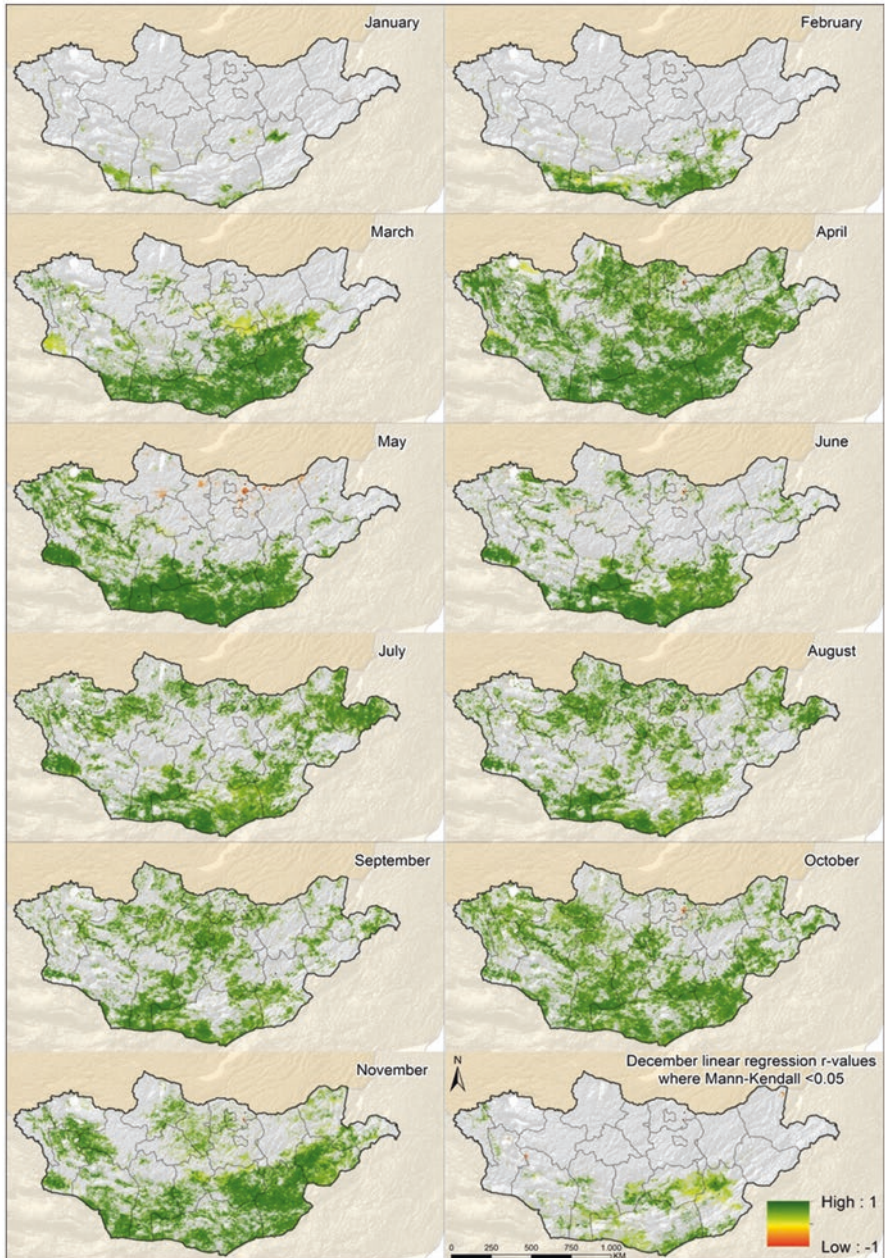 January
February
March
April
May
June
July
August
September
October
November
December linear regression r-values
where Mann-Kendall <0.05
N
High : 1
Low : -1
0 250 500 750 1.000
KM